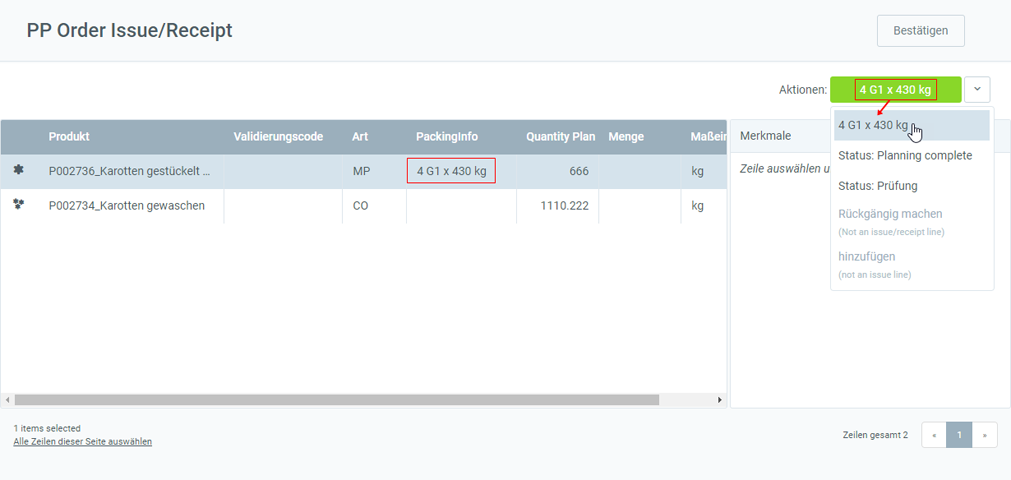 PP Order Issue/Receipt
Bestätigen
Aktionen: 4 G1 x 430 kg
4 G1 x 430 kg
Status: Planning complete
Status: Prüfung
Rückgängig machen
(Not an issue/receipt line)
hinzufügen
(not an issue line)
Produkt Validierungscode Art PackingInfo Quantity Plan Menge Maßein
P002736_Karotten gestückelt ... MP 4 G1 x 430 kg 666 kg
P002734_Karotten gewaschen CO 1110.222 kg
Merkmale
Zeile auswählen u
1 items selected
Alle Zeilen dieser Seite auswählen
Zeilen gesamt 2 « 1 »